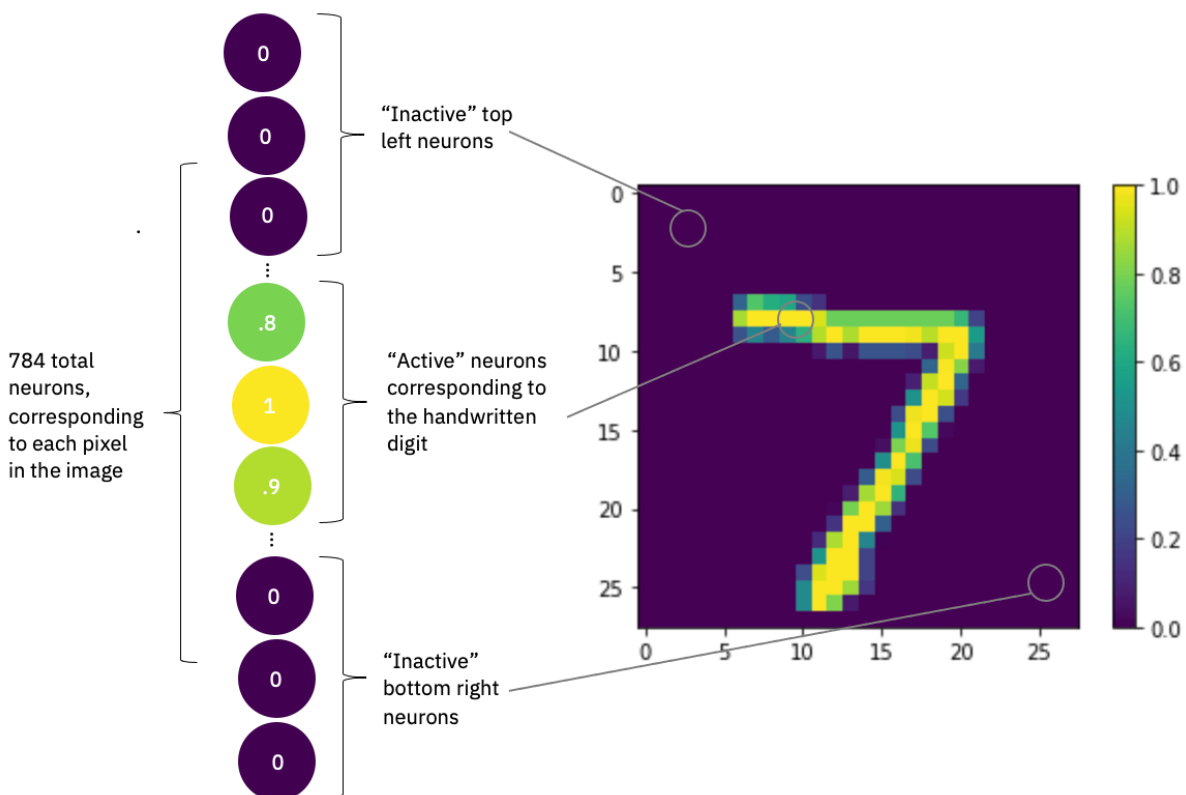 0
0
0
“Inactive” top
left neurons
.8
1
.9
“Active” neurons
corresponding to
the handwritten
digit
784 total
neurons,
corresponding
to each pixel
in the image
0
0
0
“Inactive”
bottom right
neurons
0
5
10
15
20
25
0
5
10
15
20
25
1.0
0.8
0.6
0.4
0.2
0.0